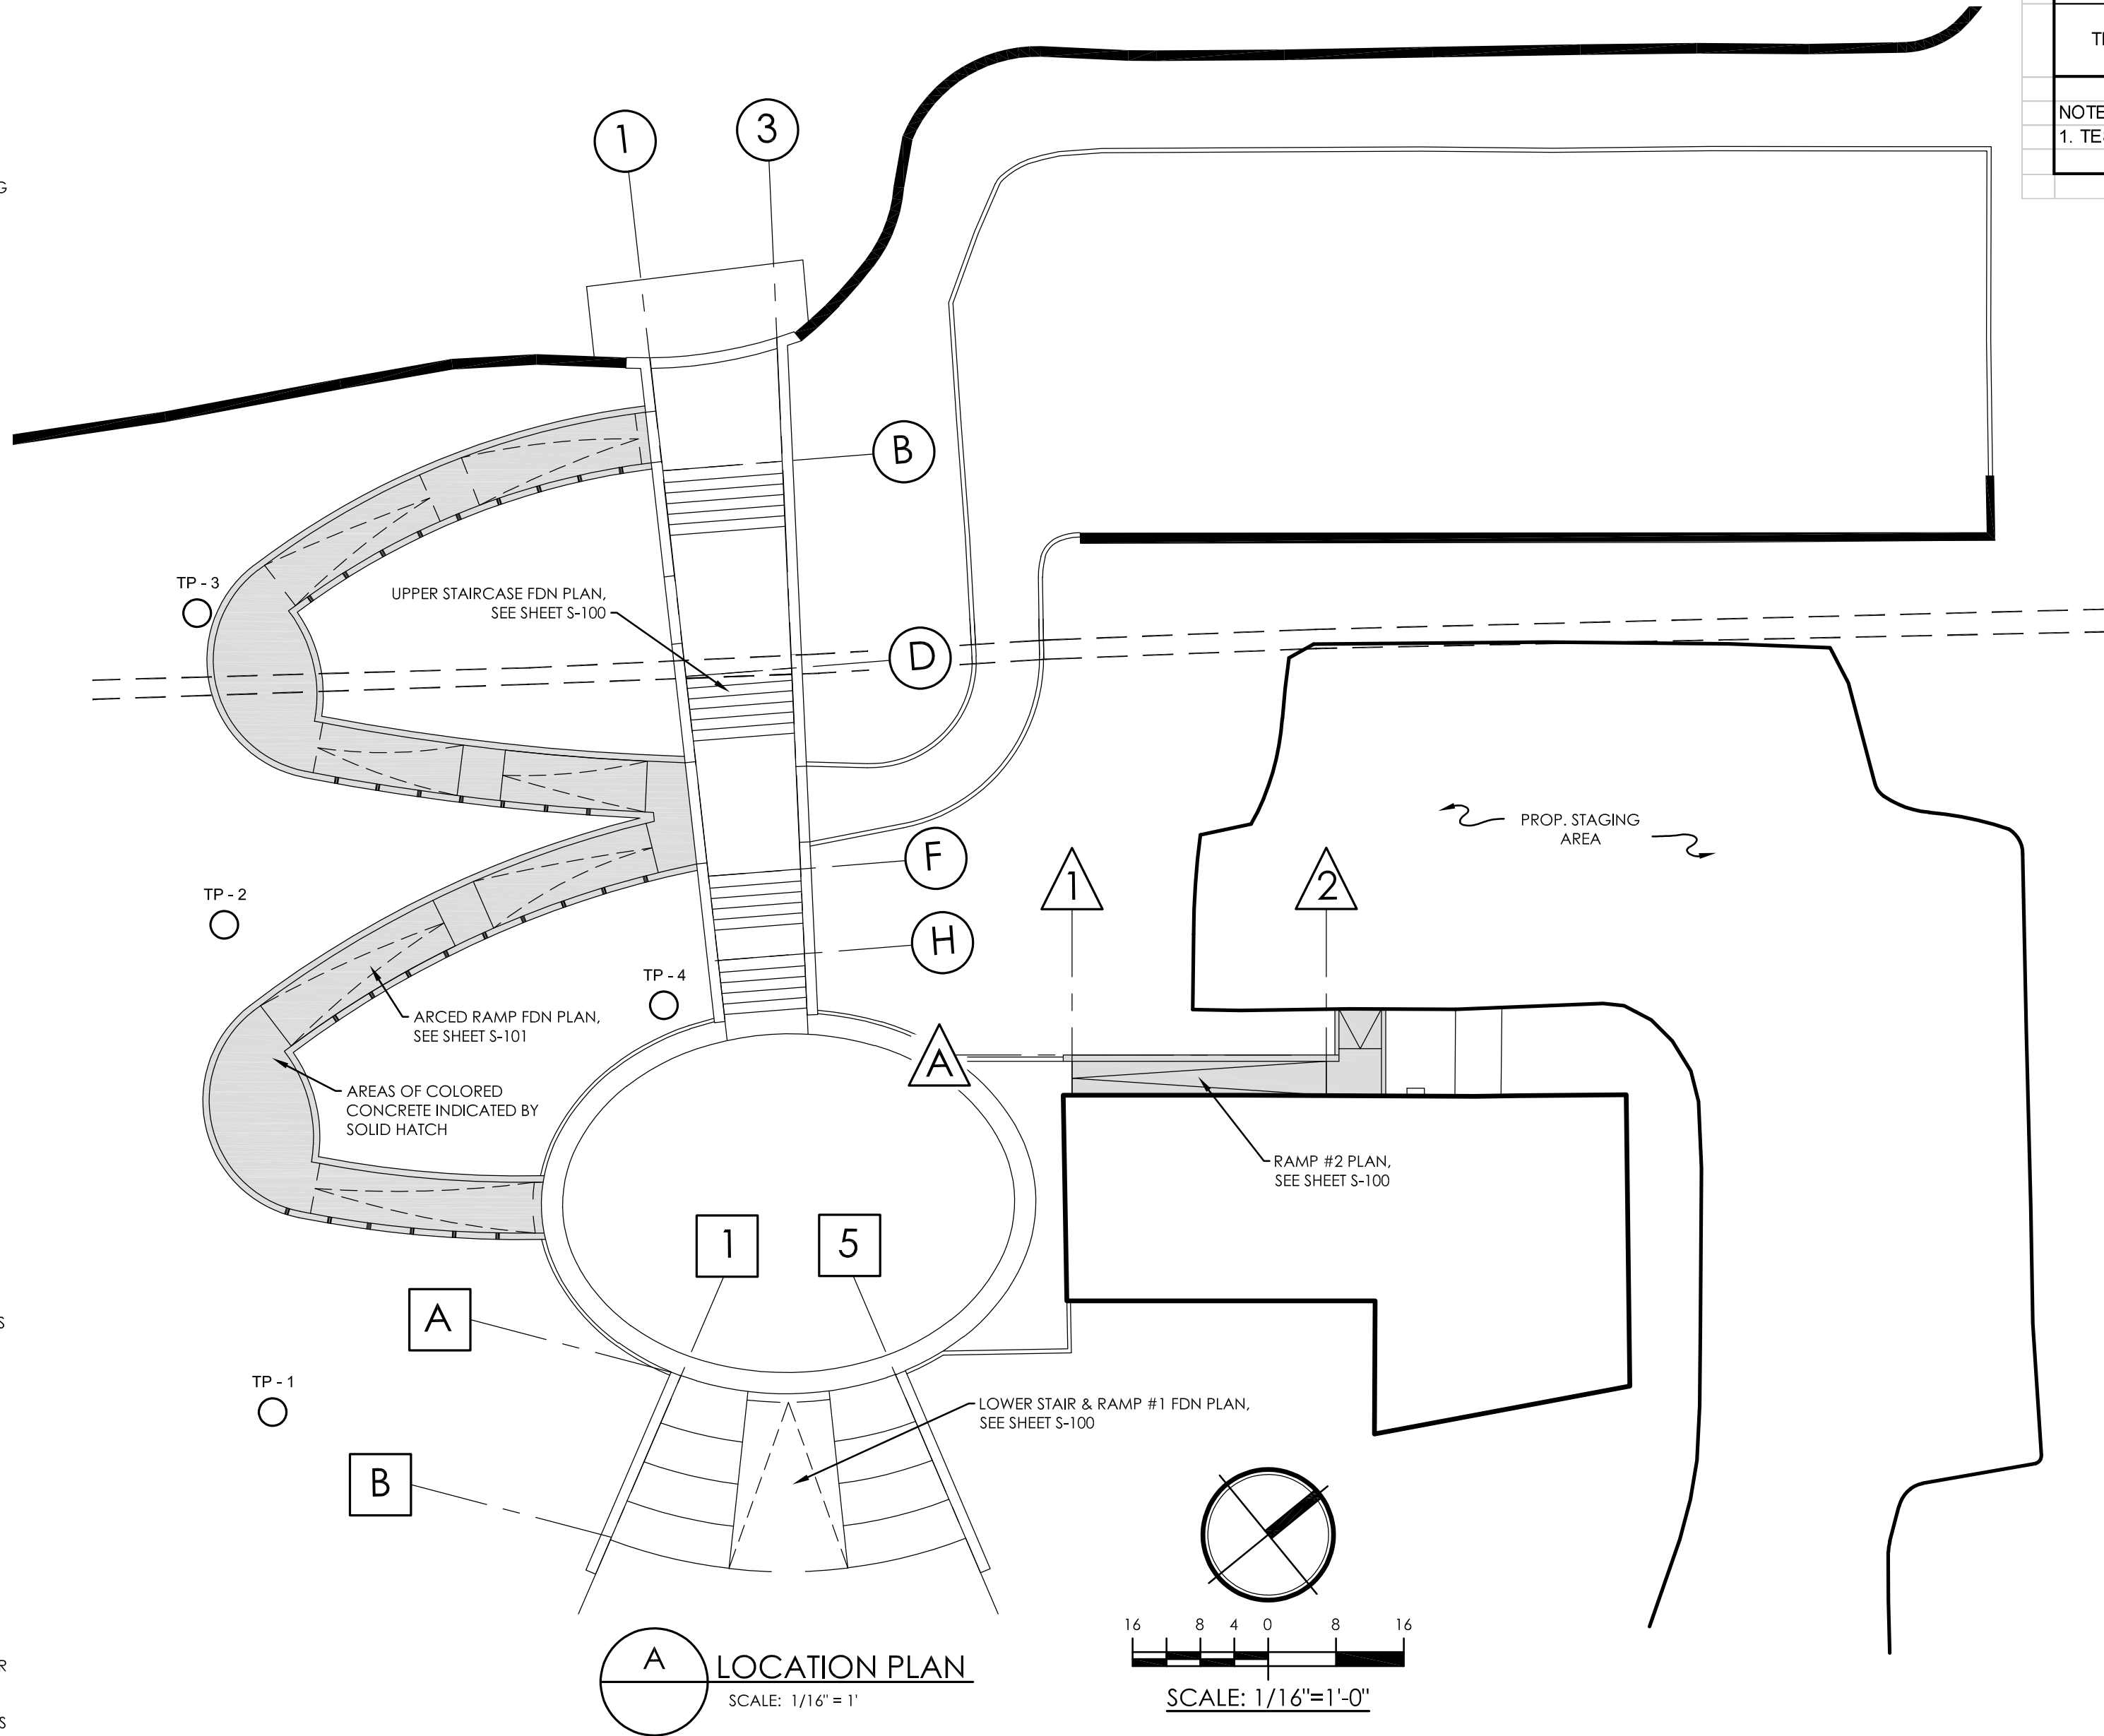 TI
NOTE
1. TE
G
1
3
B
TP - 3
UPPER STAIRCASE FDN PLAN,
SEE SHEET S-100
D
PROP. STAGING
AREA
F
1
2
TP - 2
H
TP - 4
ARCED RAMP FDN PLAN,
SEE SHEET S-101
A
AREAS OF COLORED
CONCRETE INDICATED BY
SOLID HATCH
RAMP #2 PLAN,
SEE SHEET S-100
1
5
A
S
TP - 1
LOWER STAIR & RAMP #1 FDN PLAN,
SEE SHEET S-100
B
16 8 4 0 8 16
A
LOCATION PLAN
SCALE: 1/16" = 1'
SCALE: 1/16"=1'-0"
R
S